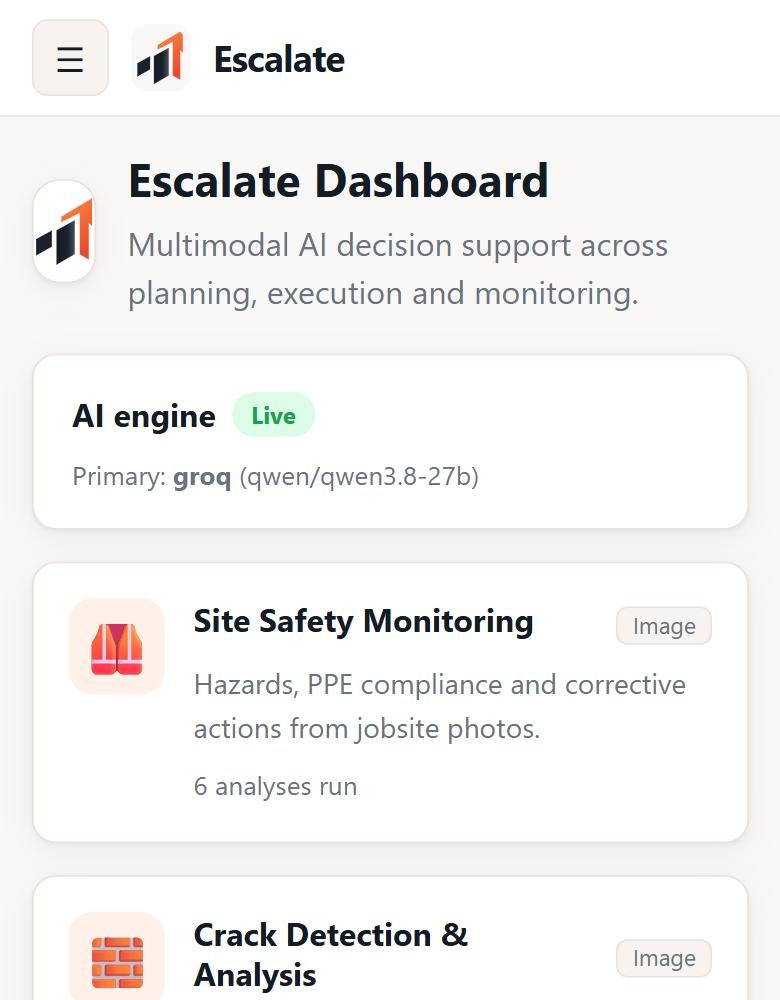 ☰ Escalate
Escalate Dashboard
Multimodal AI decision support across
planning, execution and monitoring.
AI engine Live
Primary: groq (qwen/qwen3.8-27b)
Site Safety Monitoring Image
Hazards, PPE compliance and corrective
actions from jobsite photos.
6 analyses run
Crack Detection &
Analysis
Image